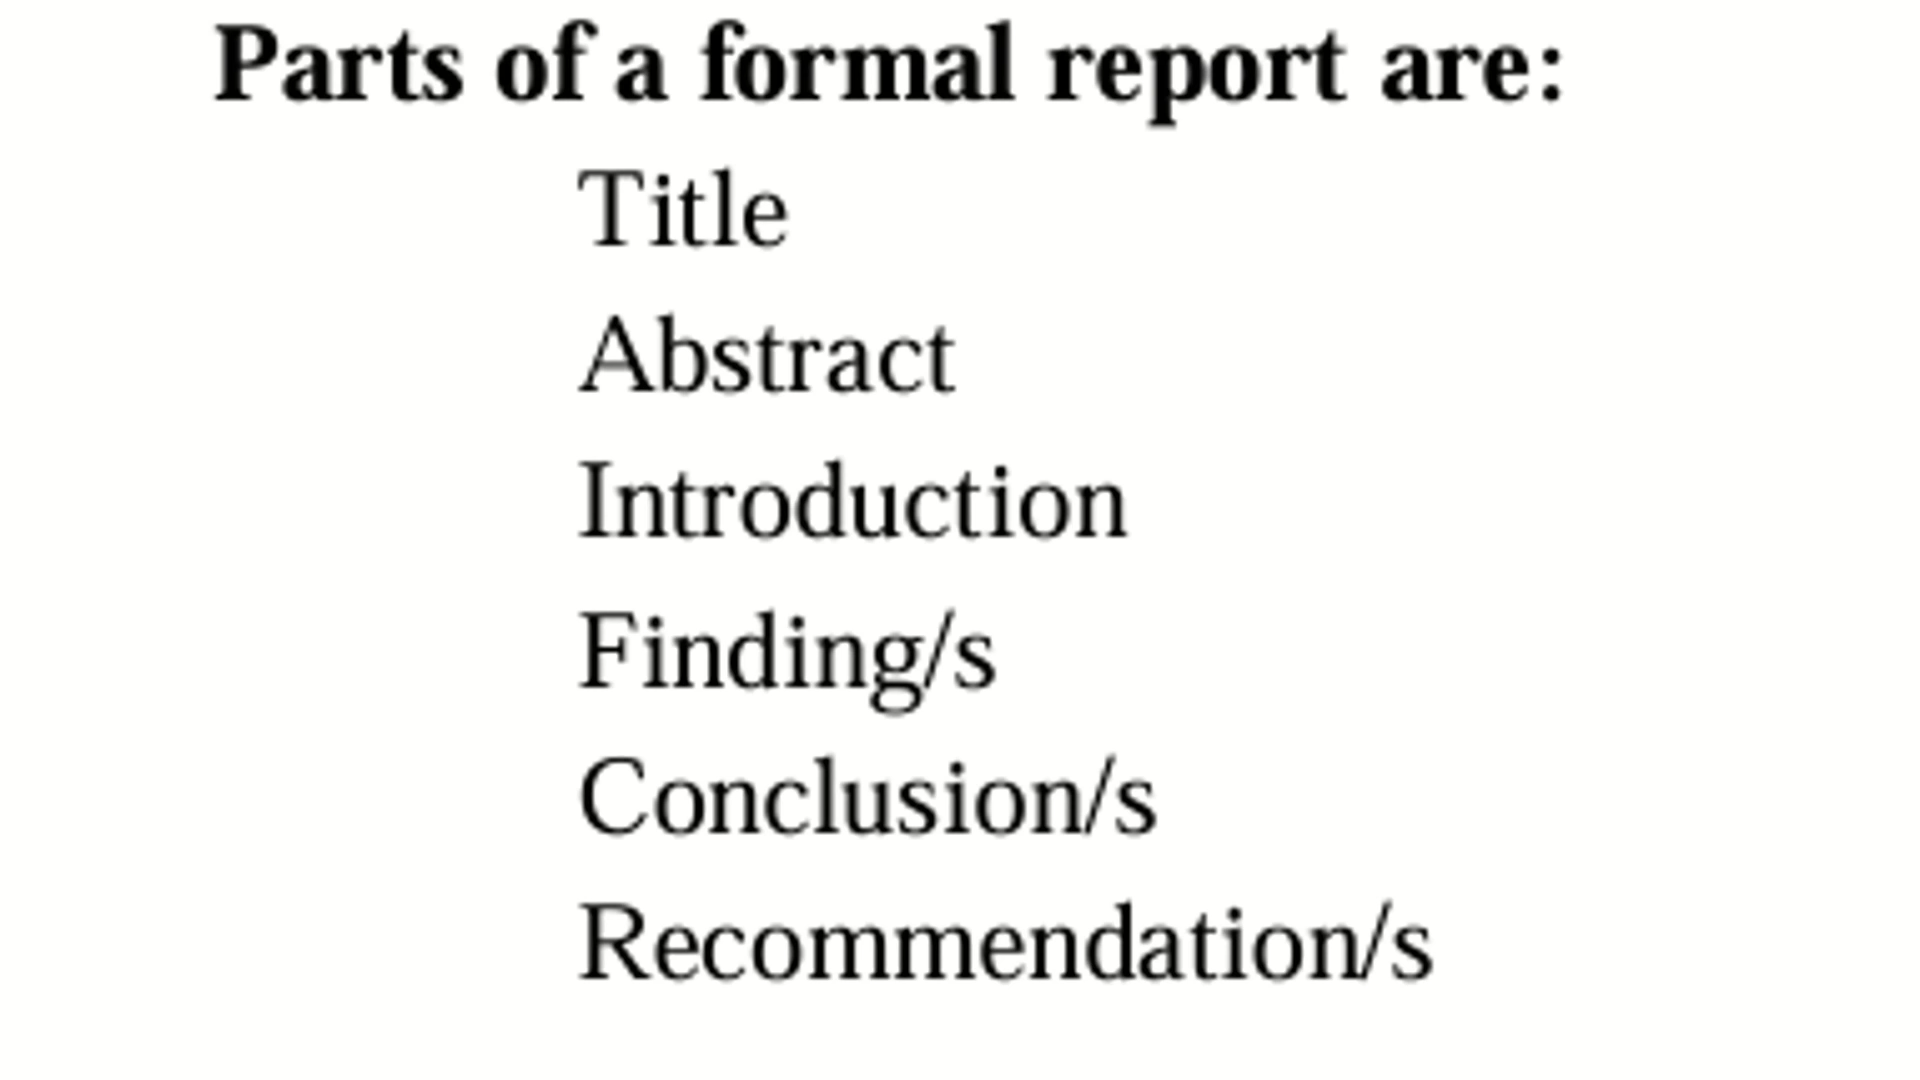 Parts of a formal report are:
Title
Abstract
Introduction
Finding/s
Conclusion/s
Recommendation/s